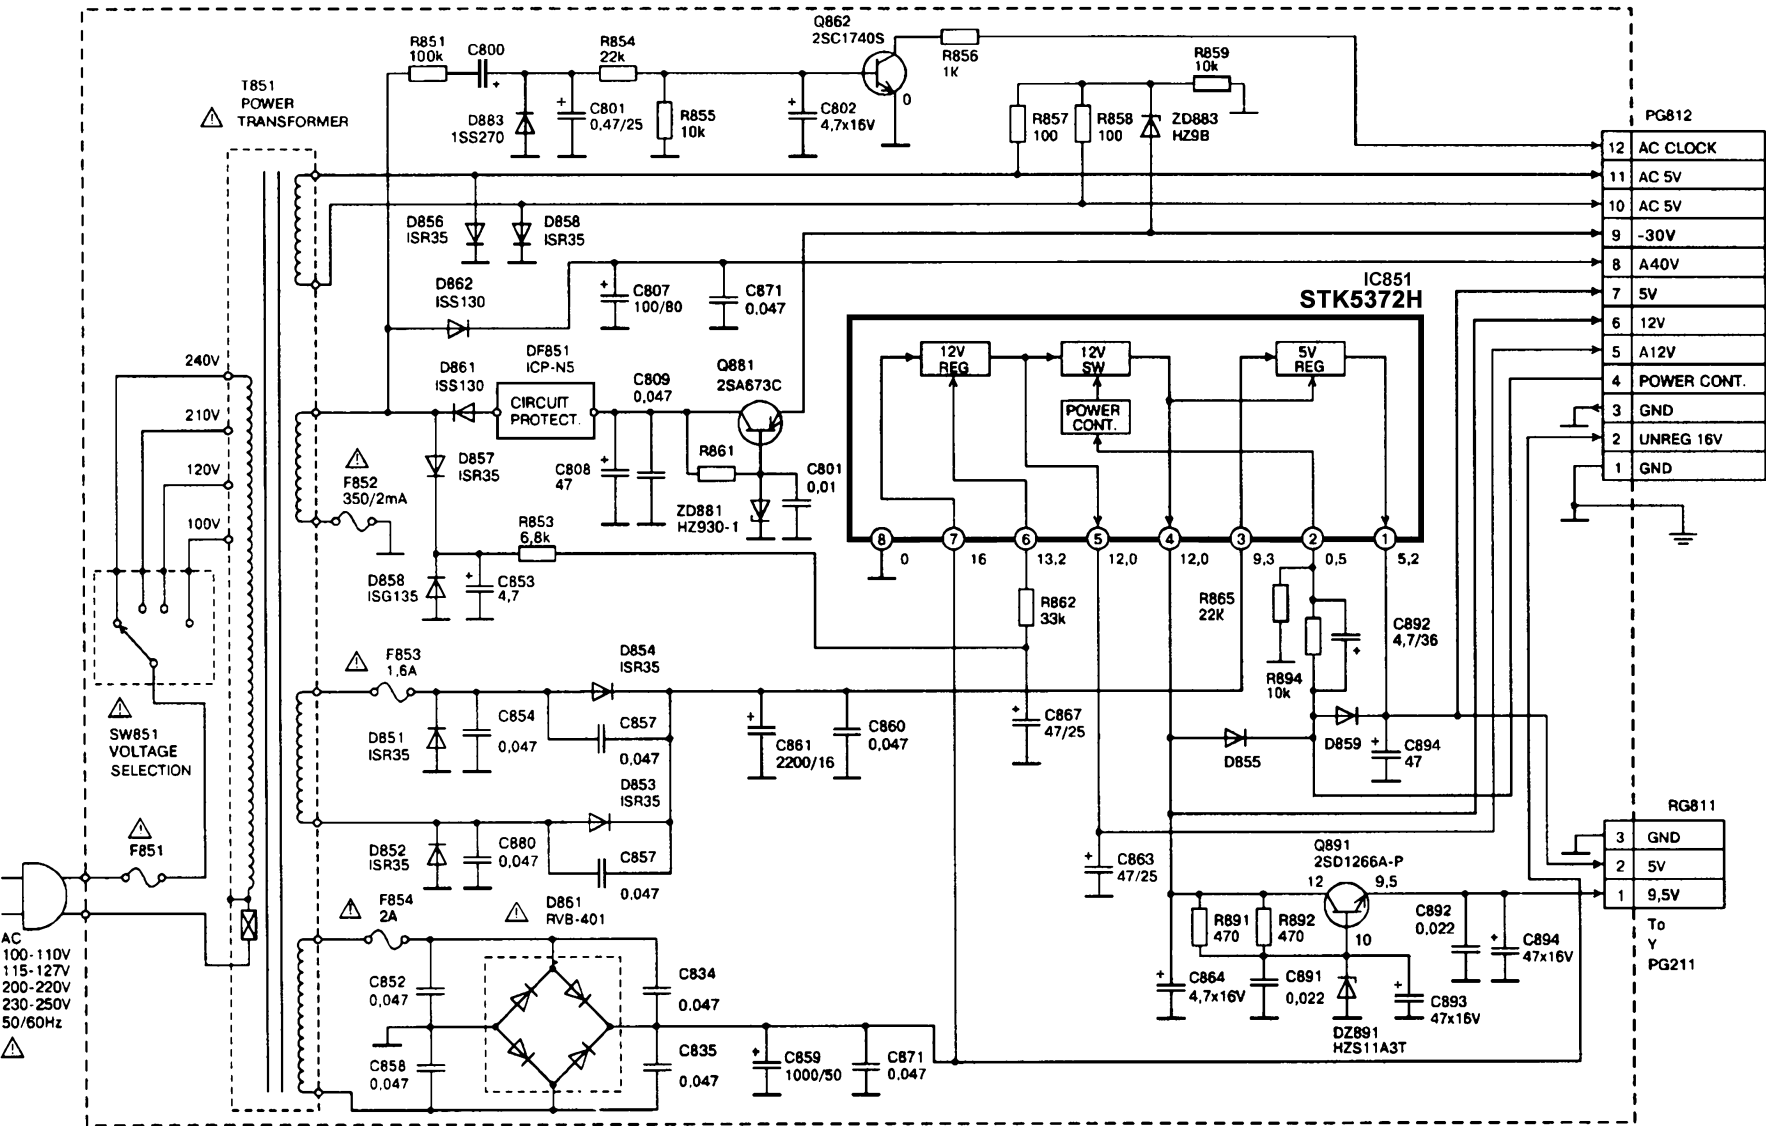 Q862
2SC1740S
R851
100k
C800
+
R854
22k
R856
1K
R859
10k
T851
POWER
TRANSFORMER
D883
1SS270
+
C801
0,47/25
R855
10k
+
C802
4,7x16V
0
R857
100
R858
100
ZD883
HZ9B
PG812
12 AC CLOCK
11 AC 5V
10 AC 5V
9 -30V
8 A40V
7 5V
6 12V
5 A12V
4 POWER CONT.
3 GND
2 UNREG 16V
1 GND
D856
ISR35
D858
ISR35
D862
ISS130
+
C807
100/80
C871
0,047
IC851
STK5372H
12V
REG
12V
SW
5V
REG
POWER
CONT.
240V
210V
120V
100V
D861
ISS130
DF851
ICP-N5
CIRCUIT
PROTECT.
C809
0,047
Q881
2SA673C
D857
ISR35
F852
350/2mA
+
C808
47
R861
C801
0,01
ZD881
HZ930-1
R853
6,8k
8 0
7 16
6 13,2
5 12,0
4 12,0
3 9,3
2 0,5
1 5,2
D858
ISG135
+
C853
4,7
R862
33k
R865
22K
C892
4,7/36
+
R894
10k
F853
1,6A
D854
ISR35
D851
ISR35
C854
0,047
C857
0,047
+
C861
2200/16
C860
0,047
+
C867
47/25
D855
D859
+
C894
47
SW851
VOLTAGE
SELECTION
D853
ISR35
D852
ISR35
C880
0,047
C857
0,047
F851
RG811
3 GND
2 5V
1 9,5V
To
Y
PG211
+
C863
47/25
Q891
2SD1266A-P
12
9,5
10
R891
470
R892
470
C892
0,022
+
C894
47x16V
+
C864
4,7x16V
C891
0,022
+
C893
47x16V
DZ891
HZS11A3T
F854
2A
D861
RVB-401
AC
100-110V
115-127V
200-220V
230-250V
50/60Hz
C852
0,047
C834
0.047
C858
0,047
C835
0,047
+
C859
1000/50
C871
0,047